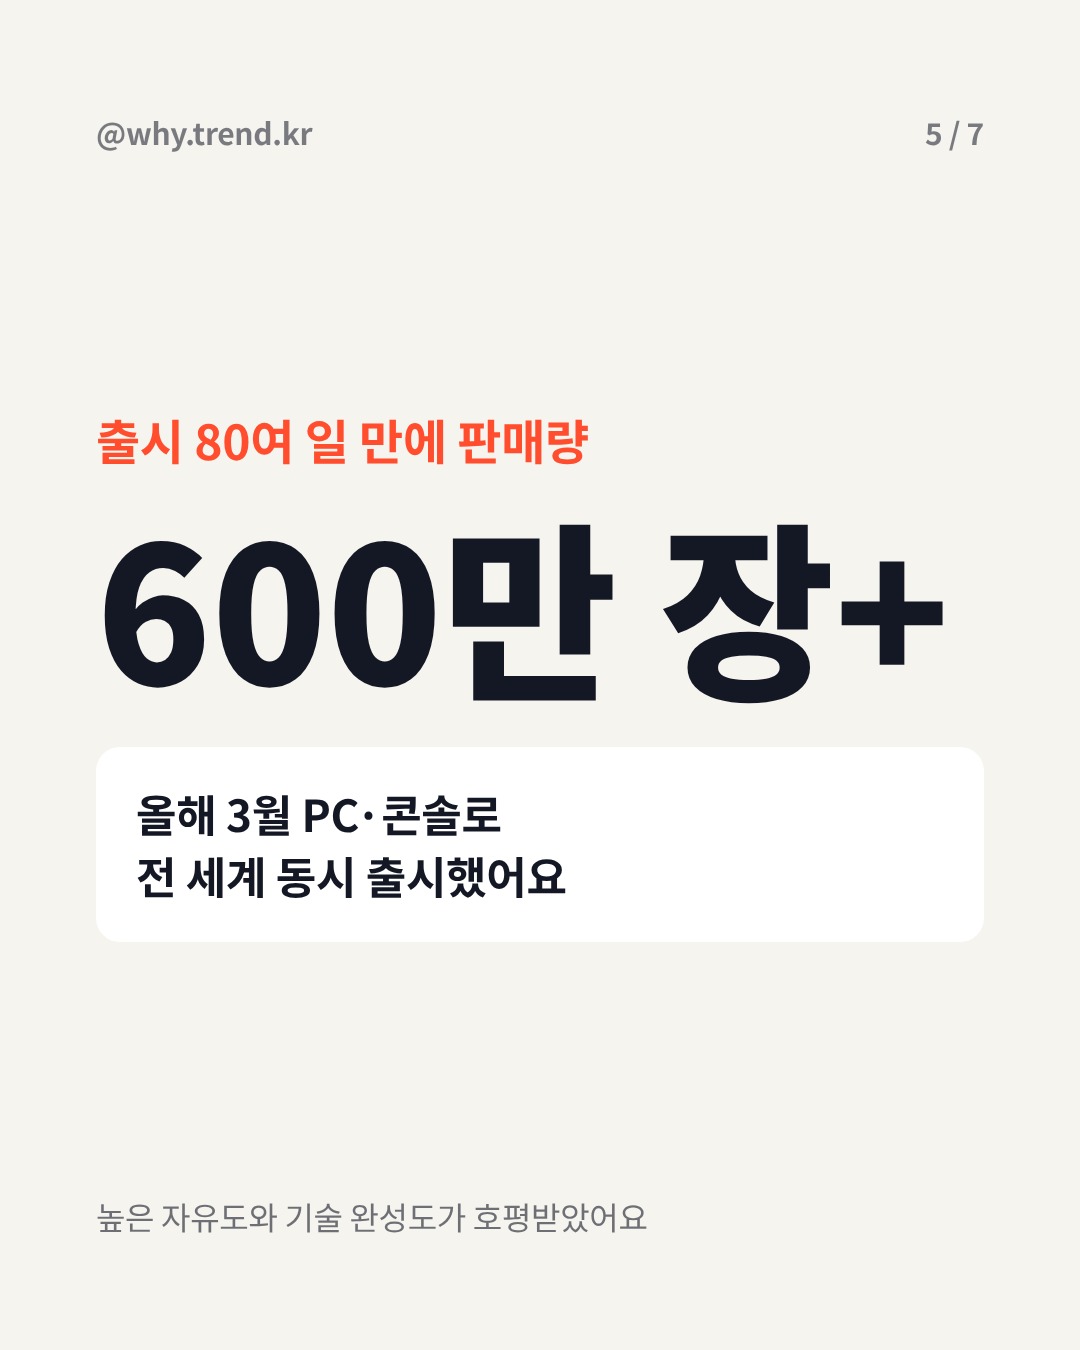 @why.trend.kr
5 / 7
출시 80여 일 만에 판매량
600만 장+
올해 3월 PC·콘솔로
전 세계 동시 출시했어요
높은 자유도와 기술 완성도가 호평받았어요